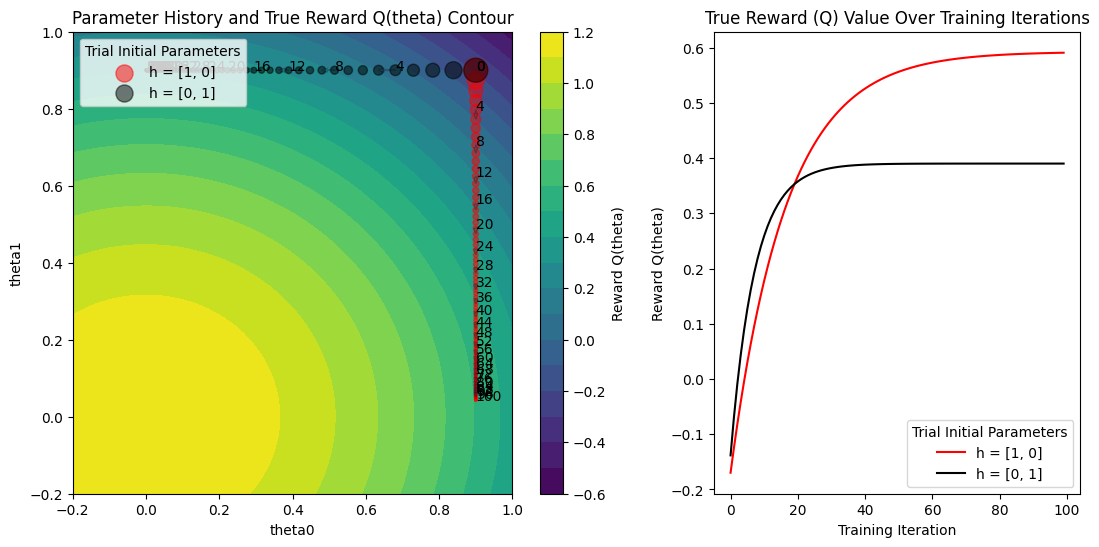 Parameter History and True Reward Q(theta) Contour
1.0
0.8
0.6
0.4
0.2
0.0
−0.2
theta1
Trial Initial Parameters
h = [1, 0]
h = [0, 1]
20 16 12 8 4 0
4
8
12
16
20
24
28
32
36
40
44
48
52
56
60
100
−0.2 0.0 0.2 0.4 0.6 0.8 1.0
theta0
1.2
1.0
0.8
0.6
0.4
0.2
0.0
−0.2
−0.4
−0.6
Reward Q(theta)
True Reward (Q) Value Over Training Iterations
0.6
0.5
0.4
0.3
0.2
0.1
0.0
−0.1
−0.2
Reward Q(theta)
Trial Initial Parameters
h = [1, 0]
h = [0, 1]
0 20 40 60 80 100
Training Iteration